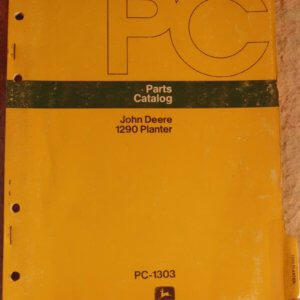 PC
Parts
Catalog
John Deere
1290 Planter
PC-1303